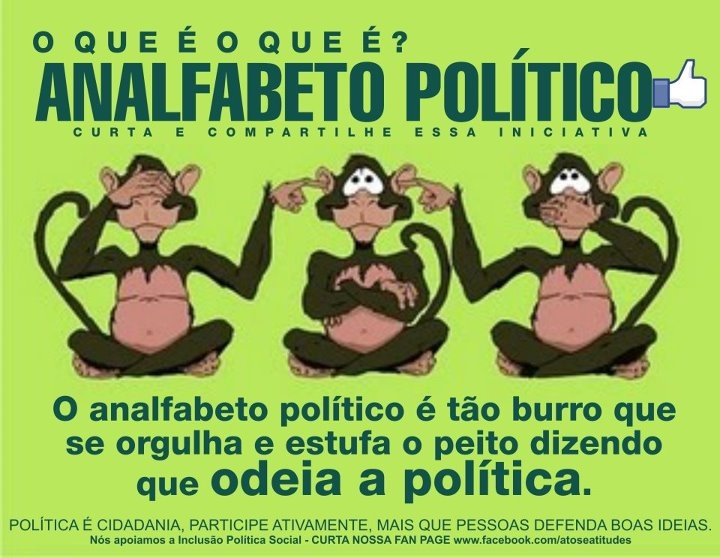 O QUE É O QUE É?
ANALFABETO POLÍTICO
CURTA E COMPARTILHE ESSA INICIATIVA
O analfabeto político é tão burro que
se orgulha e estufa o peito dizendo
que odeia a política.
POLÍTICA É CIDADANIA, PARTICIPE ATIVAMENTE, MAIS QUE PESSOAS DEFENDA BOAS IDEIAS.
Nós apoiamos a Inclusão Política Social - CURTA NOSSA FAN PAGE www.facebook.com/atoseatitudes